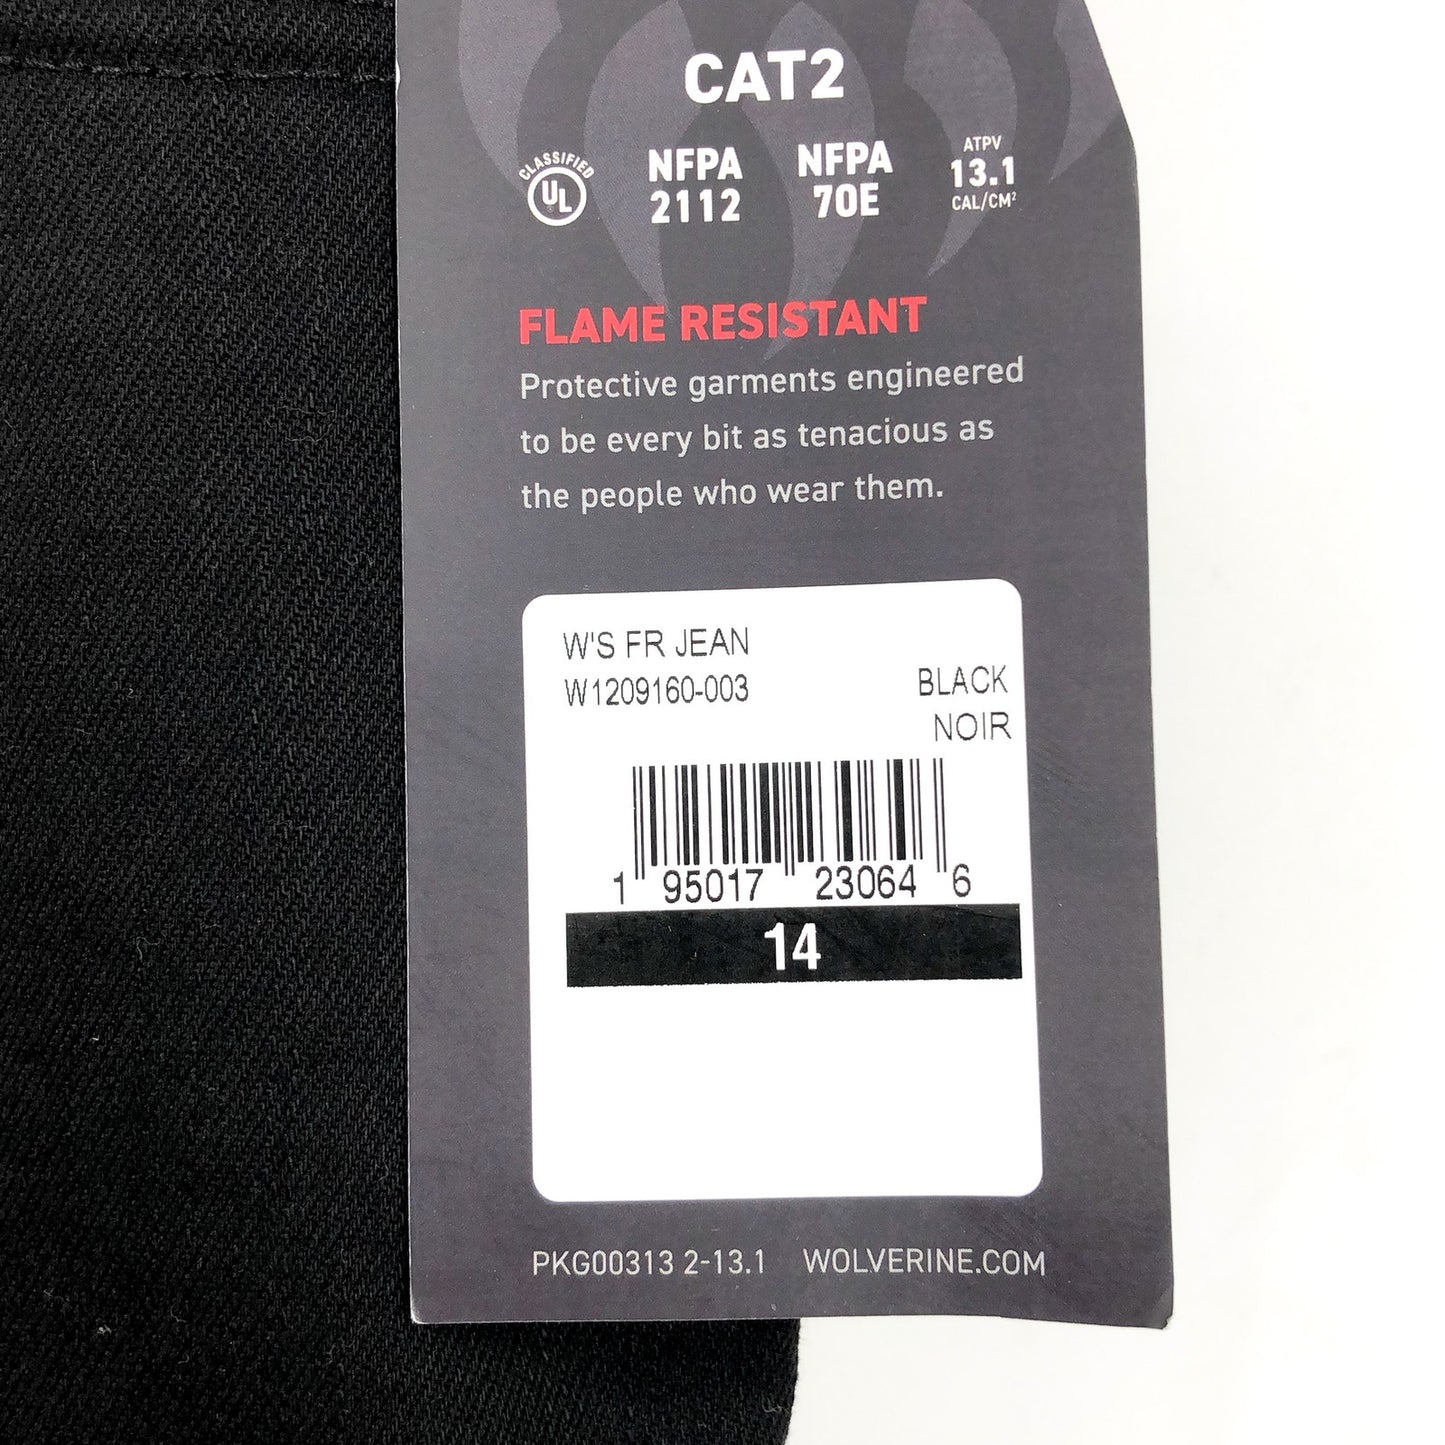 CAT2
CLASSIFIED
UL
NFPA
2112
NFPA
70E
ATPV
13.1
CAL/CM²
FLAME RESISTANT
Protective garments engineered
to be every bit as tenacious as
the people who wear them.
W'S FR JEAN
W1209160-003
BLACK
NOIR
1 95017 23064 6
14
PKG00313 2-13.1 WOLVERINE.COM